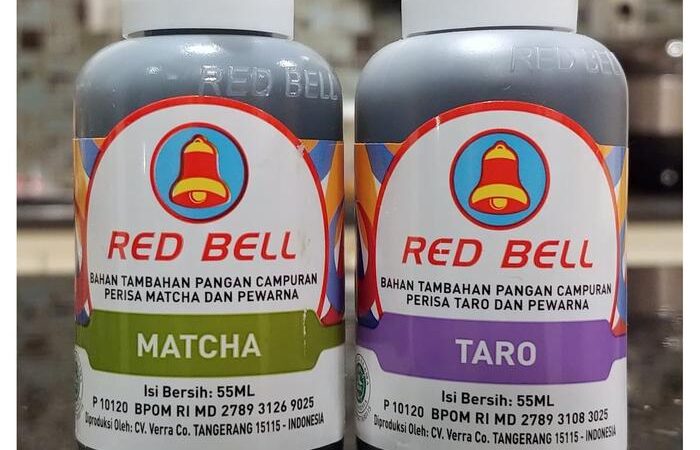 RED BELL
RED BELL
BAHAN TAMBAHAN PANGAN CAMPURAN
PERISA MATCHA DAN PEWARNA
MATCHA
Isi Bersih: 55ML
P 10120 BPOM RI MD 2789 3126 9025
Diproduksi Oleh: CV. Verra Co. TANGERANG 15115 - INDONESIA
RED BELL
RED BELL
BAHAN TAMBAHAN PANGAN CAMPURAN
PERISA TARO DAN PEWARNA
TARO
Isi Bersih: 55ML
P 10120 BPOM RI MD 2789 3108 3025
Diproduksi Oleh: CV. Verra Co. TANGERANG 15115 - INDONESIA